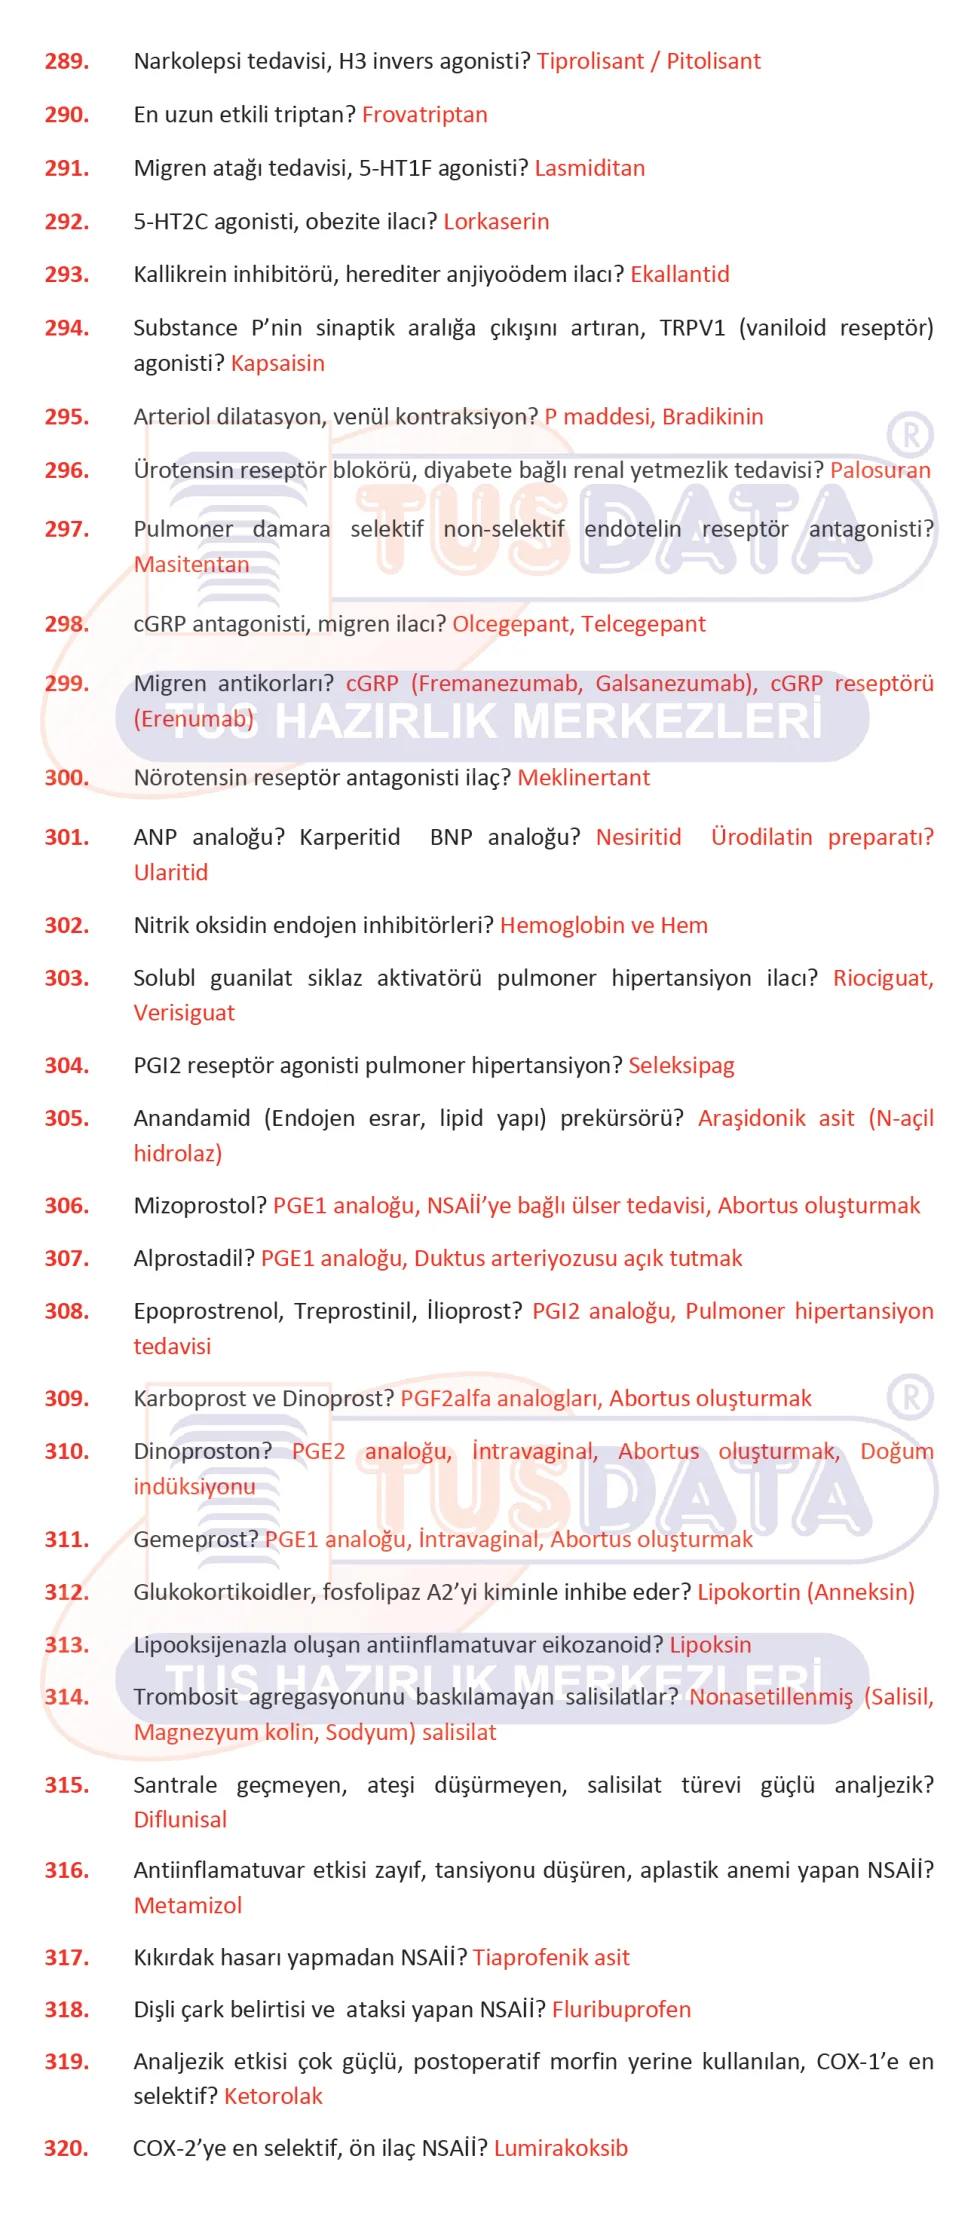 289. Narkolepsi tedavisi, H3 invers agonisti? Tiprolisant / Pitolisant
290. En uzun etkili triptan? Frovatriptan
291. Migren atağı tedavisi, 5-HT1F agonisti? Lasmiditan
292. 5-HT2C agonisti, obezite ilacı? Lorkaserin
293. Kallikrein inhibitörü, herediter anjiyoödem ilacı? Ekallantid
294. Substance P’nin sinaptik aralığa çıkışını artıran, TRPV1 (vaniloid reseptör)
agonisti? Kapsaisin
295. Arteriol dilatasyon, venül kontraksiyon? P maddesi, Bradikinin
®
296. Ürotensin reseptör blokörü, diyabete bağlı renal yetmezlik tedavisi? Palosuran
TUSDATA
297. Pulmoner damara selektif non-selektif endotelin reseptör antagonisti?
Masitentan
298. cGRP antagonisti, migren ilacı? Olcegepant, Telcegepant
299. Migren antikorları? cGRP (Fremanezumab, Galsanezumab), cGRP reseptörü
(Erenumab)
TUS HAZIRLIK MERKEZLERİ
300. Nörotensin reseptör antagonisti ilaç? Meklinertant
301. ANP analoğu? Karperitid BNP analoğu? Nesiritid Ürodilatin preparatı?
Ularitid
302. Nitrik oksidin endojen inhibitörleri? Hemoglobin ve Hem
303. Solubl guanilat siklaz aktivatörü pulmoner hipertansiyon ilacı? Riociguat,
Verisiguat
304. PGI2 reseptör agonisti pulmoner hipertansiyon? Seleksipag
305. Anandamid (Endojen esrar, lipid yapı) prekürsörü? Araşidonik asit (N-açil
hidrolaz)
306. Mizoprostol? PGE1 analoğu, NSAİİ’ye bağlı ülser tedavisi, Abortus oluşturmak
307. Alprostadil? PGE1 analoğu, Duktus arteriyozusu açık tutmak
308. Epoprostrenol, Treprostinil, İlioprost? PGI2 analoğu, Pulmoner hipertansiyon
tedavisi
309. Karboprost ve Dinoprost? PGF2alfa analogları, Abortus oluşturmak
®
310. Dinoproston? PGE2 analoğu, İntravaginal, Abortus oluşturmak, Doğum
indüksiyonu
TUSDATA
311. Gemeprost? PGE1 analoğu, İntravaginal, Abortus oluşturmak
312. Glukokortikoidler, fosfolipaz A2’yi kiminle inhibe eder? Lipokortin (Anneksin)
313. Lipooksijenazla oluşan antiinflamatuvar eikozanoid? Lipoksin
TUS HAZIRLIK MERKEZLERİ
314. Trombosit agregasyonunu baskılamayan salisilatlar? Nonasetillenmiş (Salisil,
Magnezyum kolin, Sodyum) salisilat
315. Santrale geçmeyen, ateşi düşürmeyen, salisilat türevi güçlü analjezik?
Diflunisal
316. Antiinflamatuvar etkisi zayıf, tansiyonu düşüren, aplastik anemi yapan NSAİİ?
Metamizol
317. Kıkırdak hasarı yapmadan NSAİİ? Tiaprofenik asit
318. Dişli çark belirtisi ve ataksi yapan NSAİİ? Fluribuprofen
319. Analjezik etkisi çok güçlü, postoperatif morfin yerine kullanılan, COX-1’e en
selektif? Ketorolak
320. COX-2’ye en selektif, ön ilaç NSAİİ? Lumirakoksib